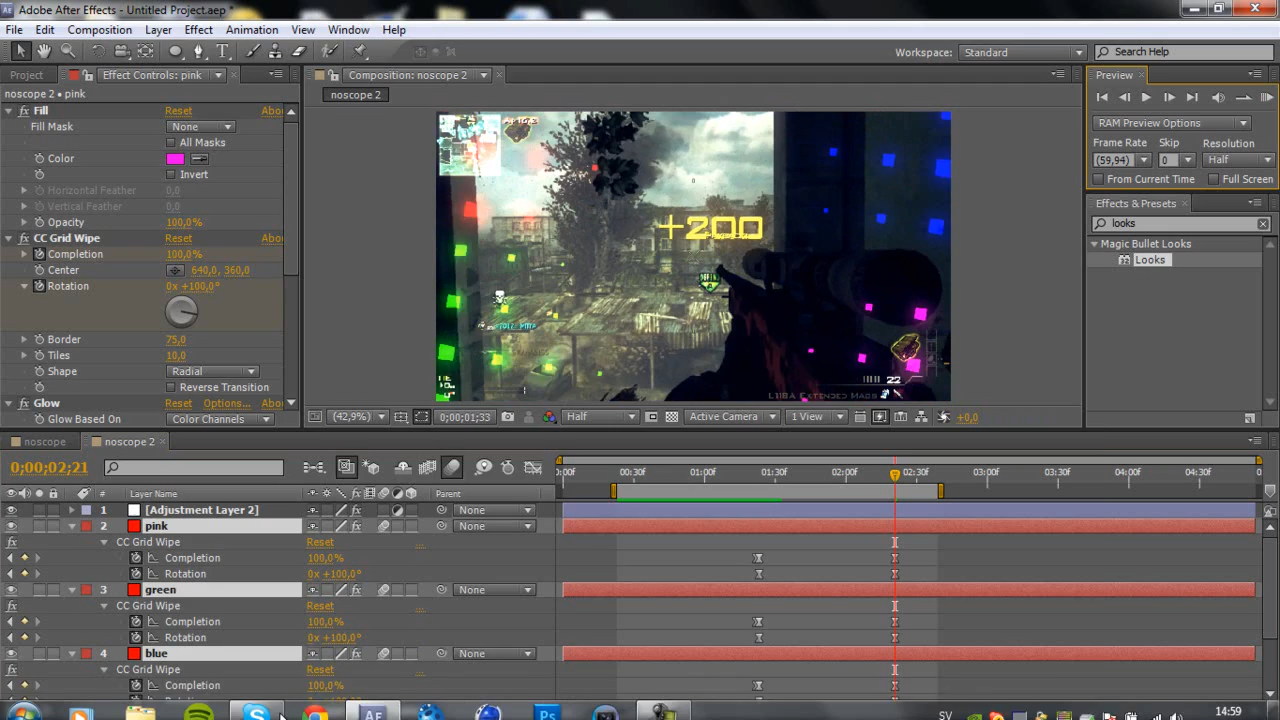 Adobe After Effects - Untitled Project.aep *
File Edit Composition Layer Effect Animation View Window Help
Workspace: Standard Search Help
Project Effect Controls: pink Composition: noscope 2 Preview
noscope 2 • pink
noscope 2
Fill Reset Abou
Fill Mask None
All Masks
Color
Invert
Horizontal Feather 0,0
Vertical Feather 0,0
Opacity 100,0%
CC Grid Wipe Reset Abou
Completion 100,0%
Center 640,0, 360,0
Rotation 0x +100,0°
Border 75,0
Tiles 10,0
Shape Radial
Reverse Transition
Glow Reset Options... Abou
Glow Based On Color Channels
+200
22
(42,9%) 0;00;01;33 Half Active Camera 1 View +0,0
RAM Preview Options
Frame Rate Skip Resolution
(59,94) 0 Half
From Current Time Full Screen
Effects & Presets
looks
Magic Bullet Looks
Looks
noscope noscope 2
0;00;02;21
:00f 00:30f 01:00f 01:30f 02:00f 02:30f 03:00f 03:30f 04:00f 04:30f 0
# Layer Name Parent
1 [Adjustment Layer 2] None
2 pink None
CC Grid Wipe Reset ...
Completion 100,0%
Rotation 0x +100,0°
3 green None
CC Grid Wipe Reset ...
Completion 100,0%
Rotation 0x +100,0°
4 blue None
CC Grid Wipe Reset ...
Completion 100,0%
SV 14:59